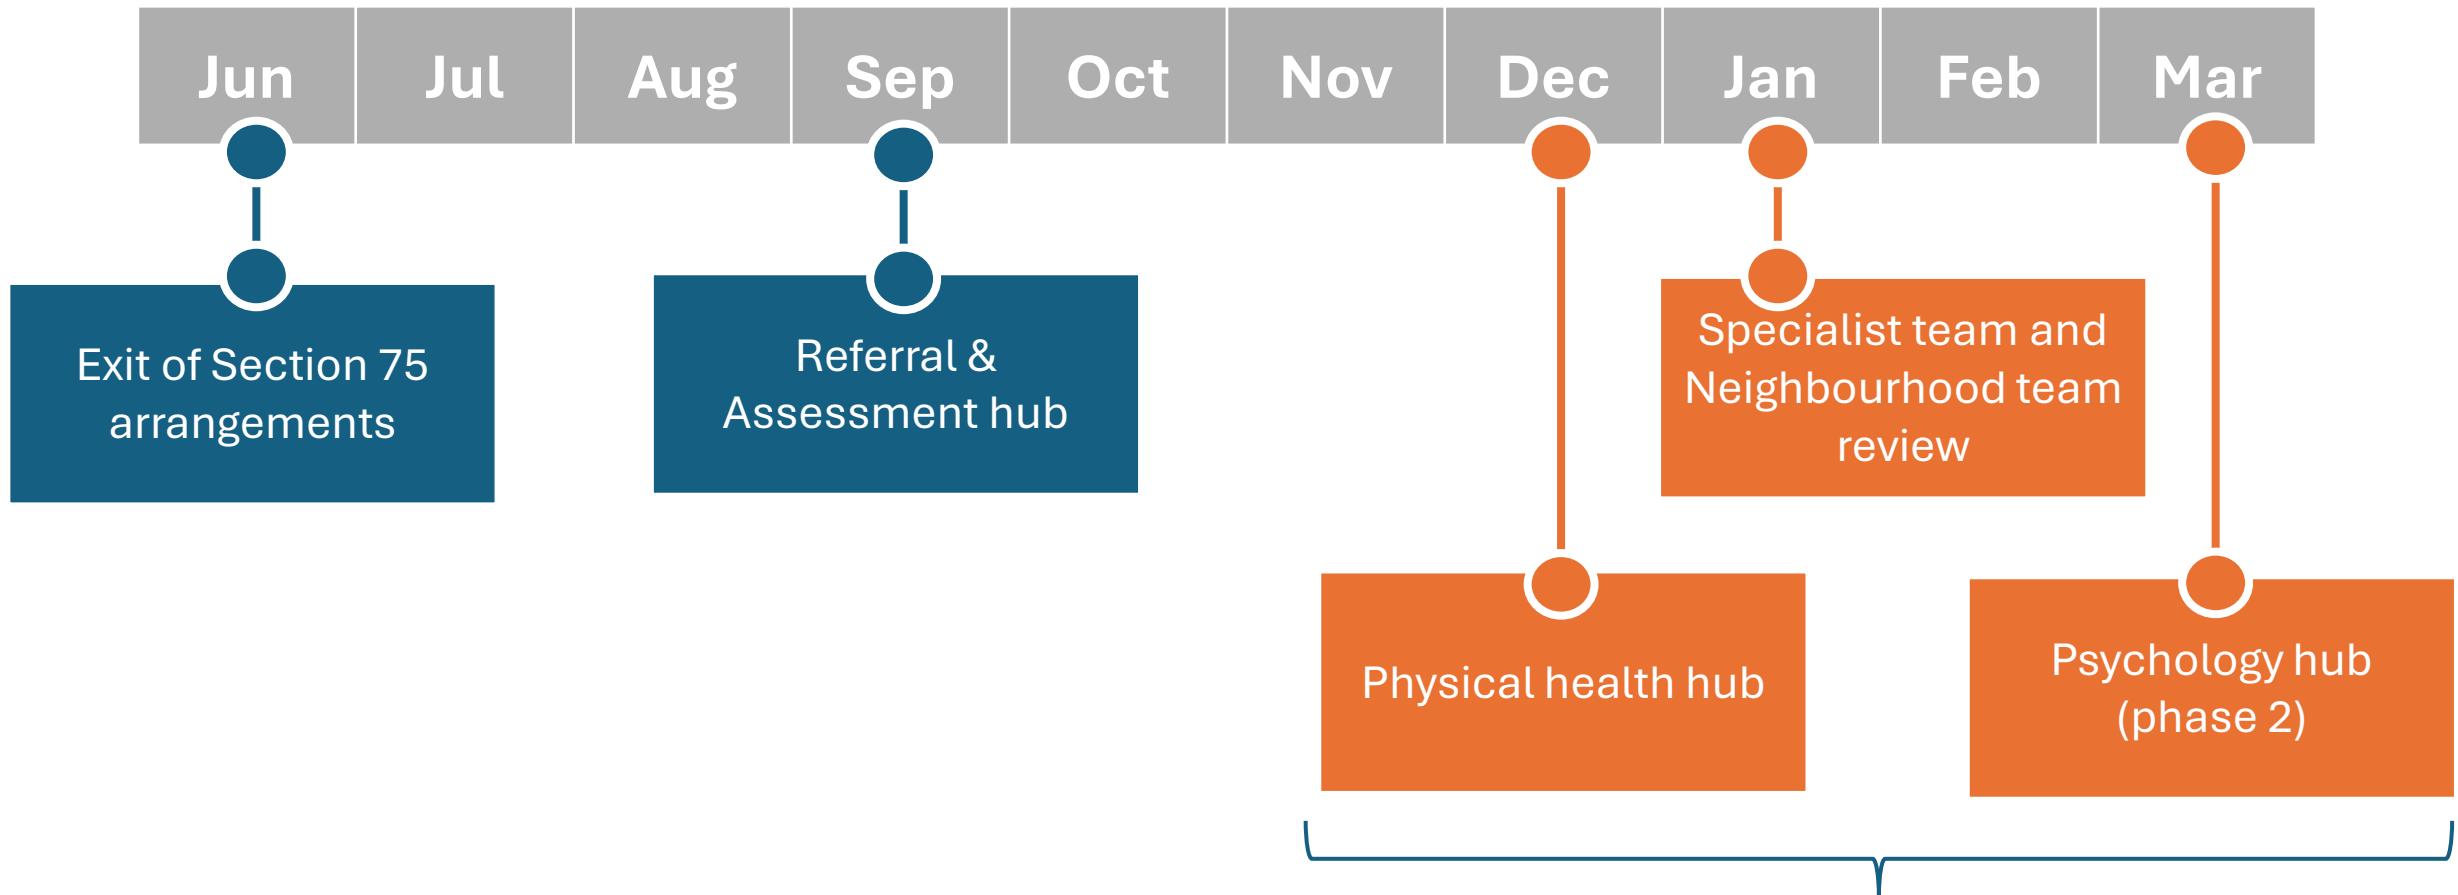 Jun Jul Aug Sep Oct Nov Dec Jan Feb Mar
Exit of Section 75
arrangements
Referral &
Assessment hub
Specialist team and
Neighbourhood team
review
Physical health hub
Psychology hub
(phase 2)